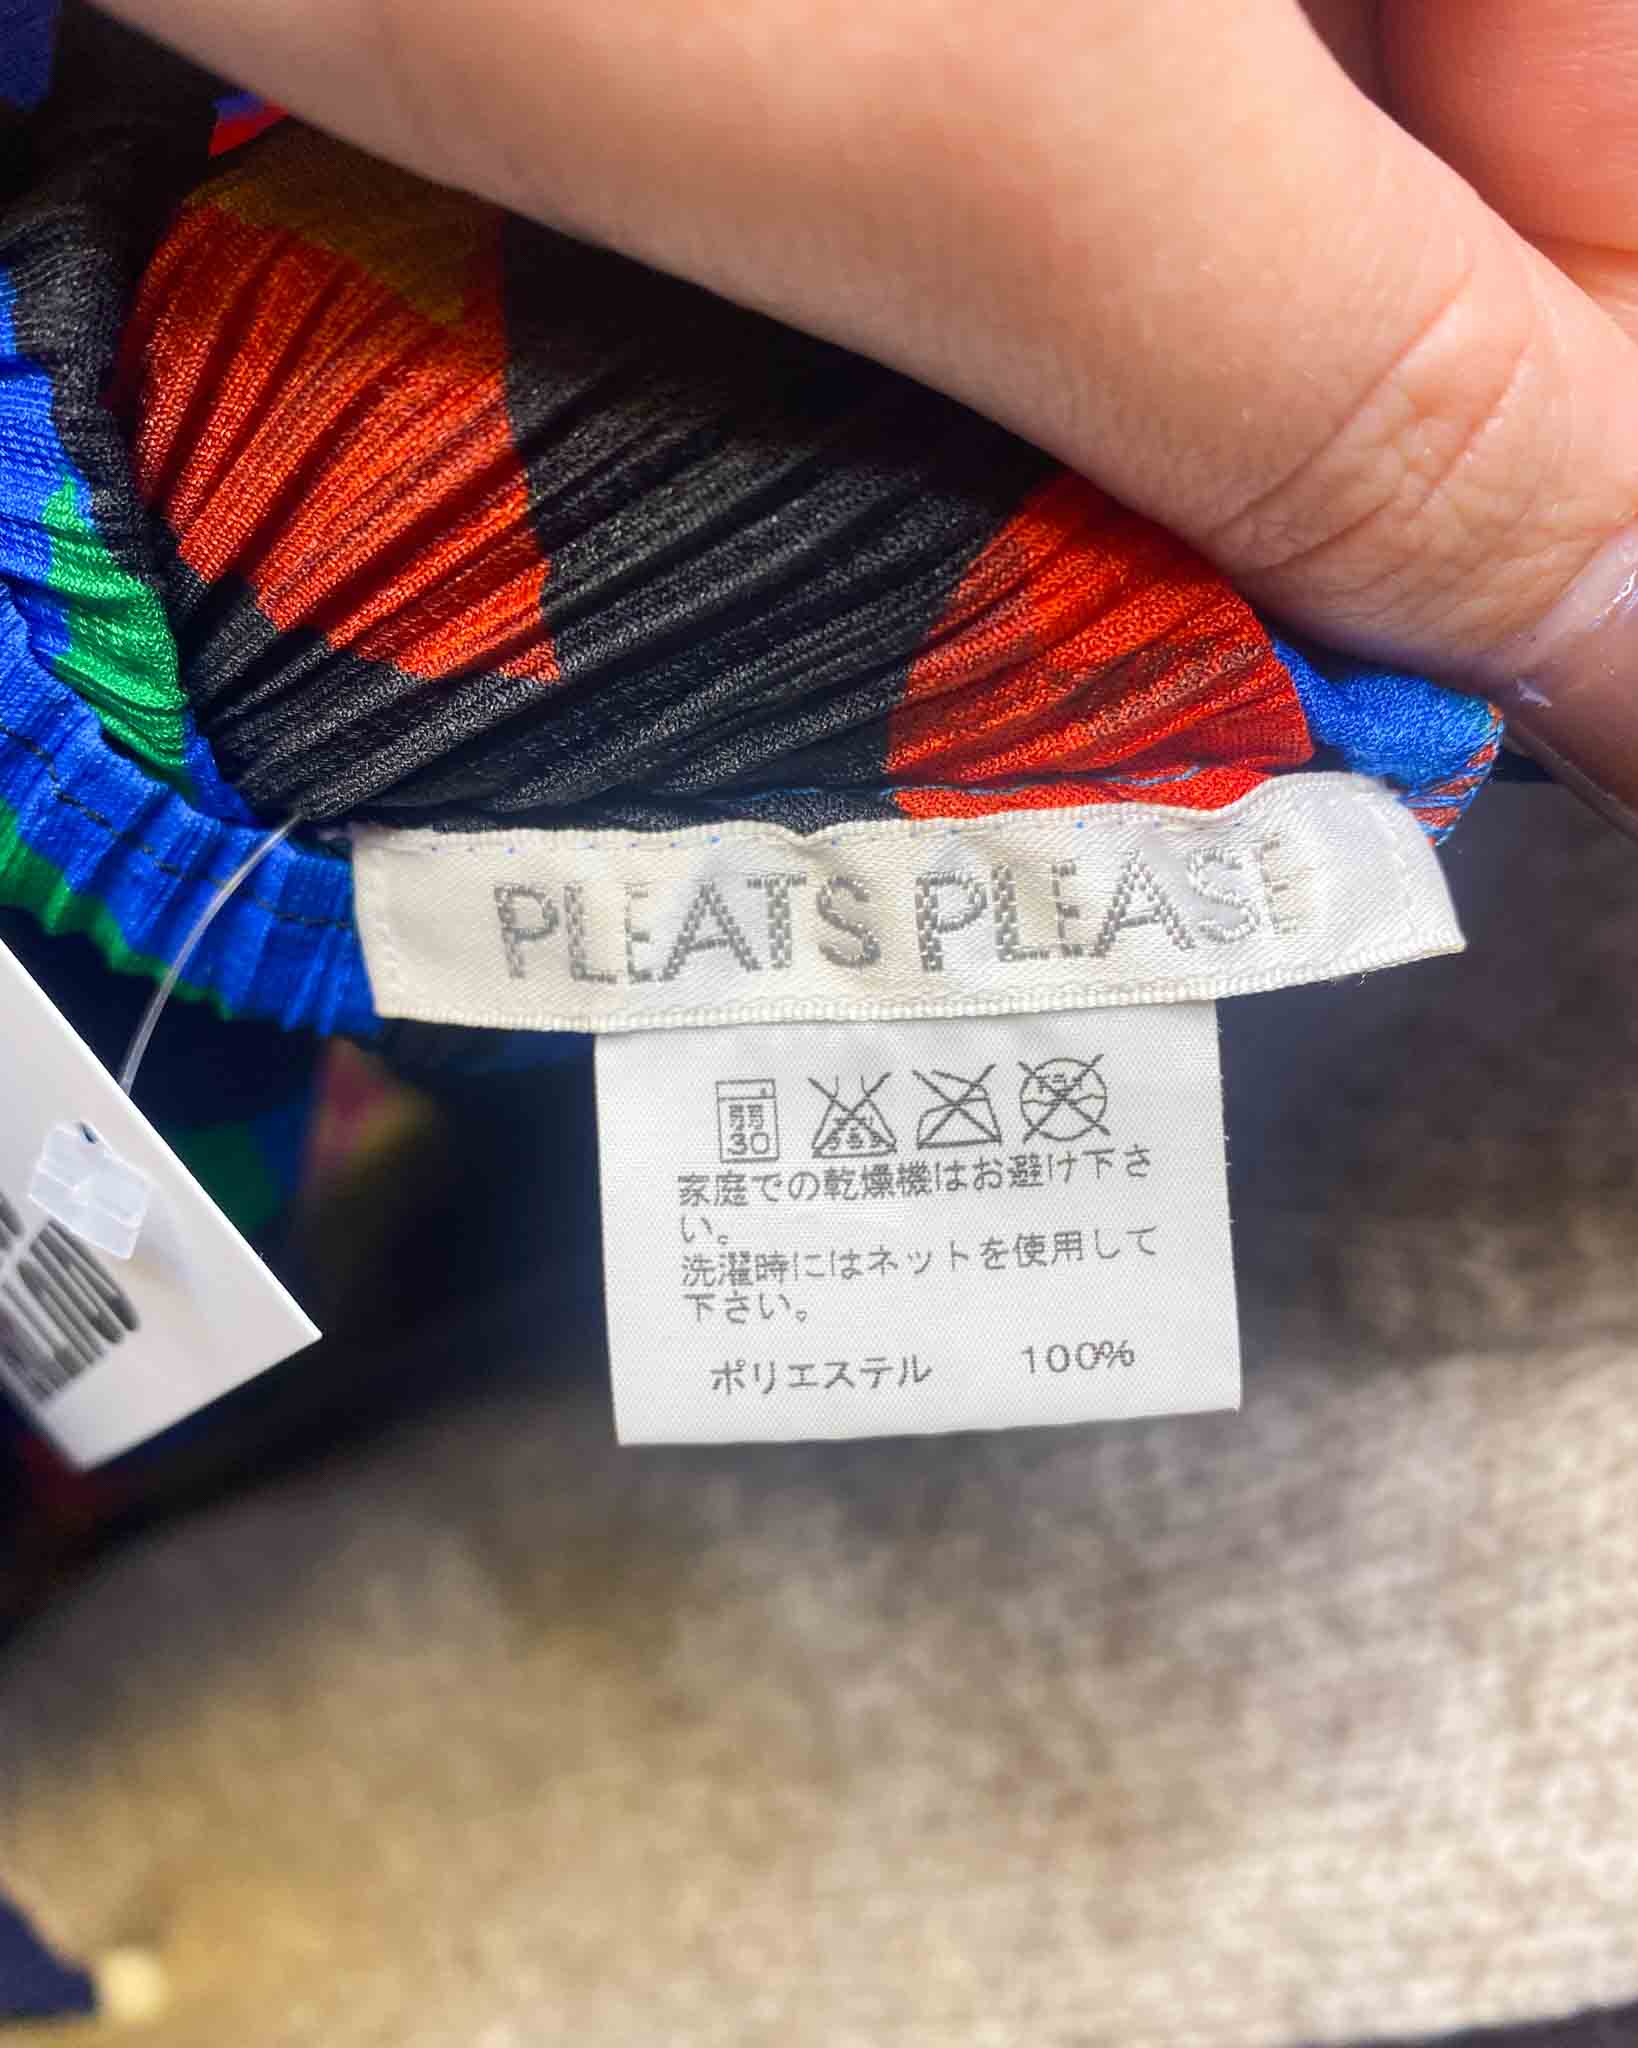 PLEATS PLEASE
弱
30
家庭での乾燥機はお避け下さ
い。
洗濯時にはネットを使用して
下さい。
ポリエステル 100%